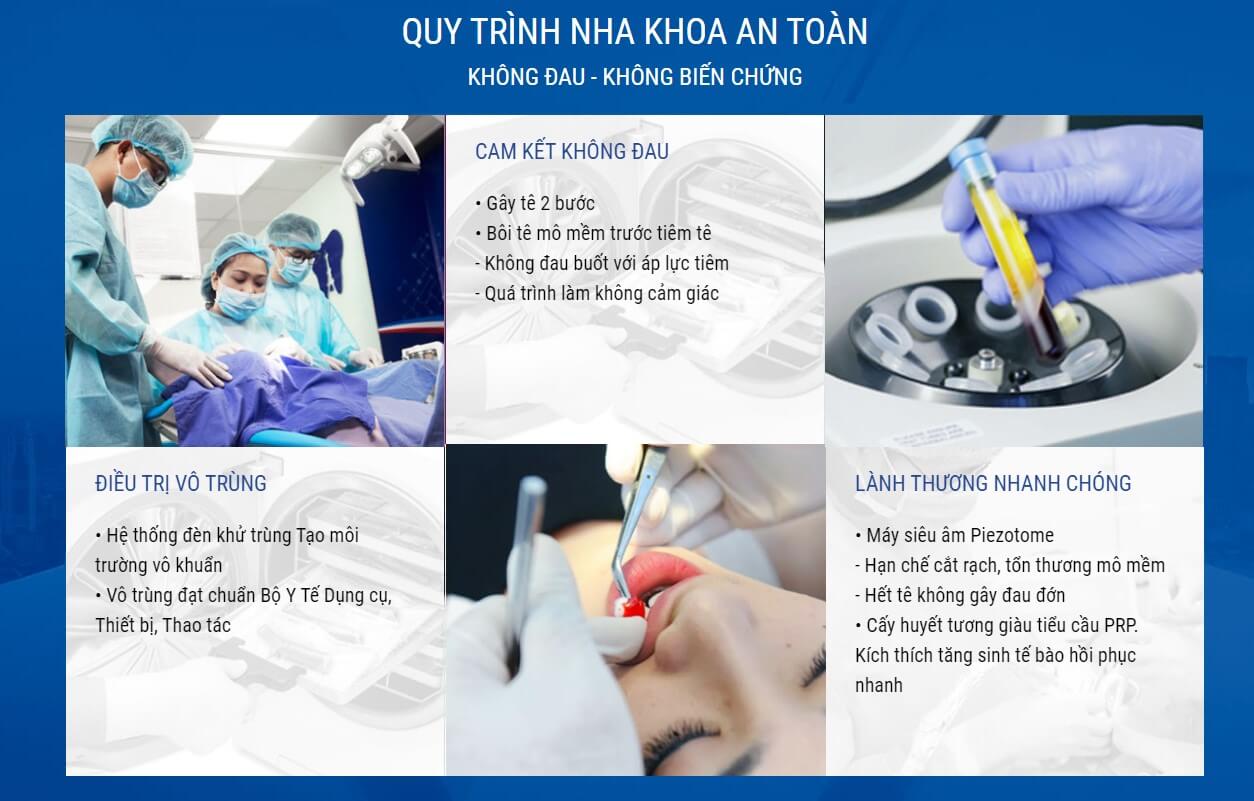 QUY TRÌNH NHA KHOA AN TOÀN
KHÔNG ĐAU - KHÔNG BIẾN CHỨNG
CAM KẾT KHÔNG ĐAU
• Gây tê 2 bước
• Bôi tê mô mềm trước tiêm tê
- Không đau buốt với áp lực tiêm
- Quá trình làm không cảm giác
ĐIỀU TRỊ VÔ TRÙNG
• Hệ thống đèn khử trùng Tạo môi
trường vô khuẩn
• Vô trùng đạt chuẩn Bộ Y Tế Dụng cụ,
Thiết bị, Thao tác
LÀNH THƯƠNG NHANH CHÓNG
• Máy siêu âm Piezotome
- Hạn chế cắt rạch, tổn thương mô mềm
- Hết tê không gây đau đớn
• Cấy huyết tương giàu tiểu cầu PRP.
Kích thích tăng sinh tế bào hồi phục
nhanh